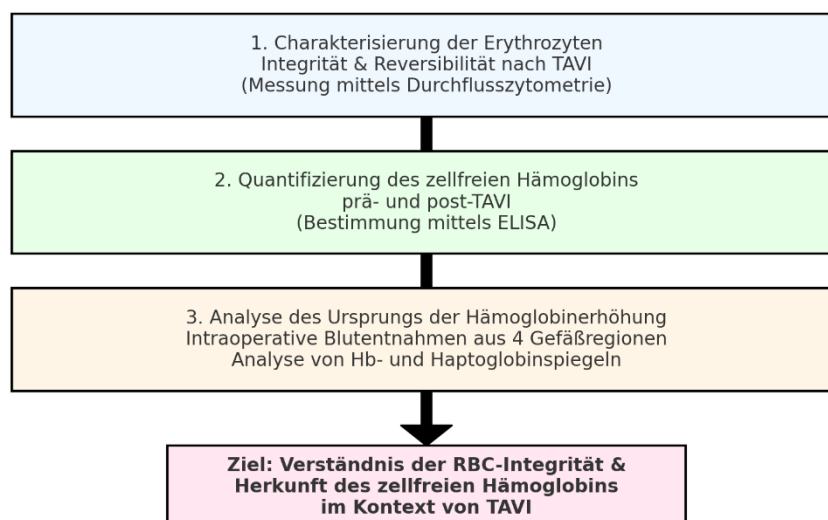 1. Charakterisierung der Erythrozyten
Integrität & Reversibilität nach TAVI
(Messung mittels Durchflusszytometrie)
2. Quantifizierung des zellfreien Hämoglobins
prä- und post-TAVI
(Bestimmung mittels ELISA)
3. Analyse des Ursprungs der Hämoglobinerhöhung
Intraoperative Blutentnahmen aus 4 Gefäßregionen
Analyse von Hb- und Haptoglobinspiegeln
Ziel: Verständnis der RBC-Integrität &
Herkunft des zellfreien Hämoglobins
im Kontext von TAVI